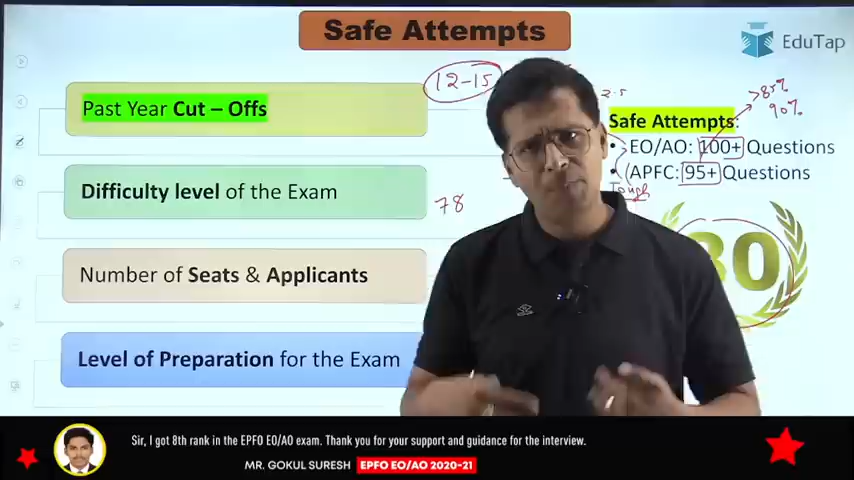 Safe Attempts
EduTap
Past Year Cut – Offs
12-15
2.5
>85%
90%
Safe Attempts:
• EO/AO: 100+ Questions
• APFC: 95+ Questions
Tough
Difficulty level of the Exam
78
80
Number of Seats & Applicants
Level of Preparation for the Exam
Sir, I got 8th rank in the EPFO EO/AO exam. Thank you for your support and guidance for the interview.
MR. GOKUL SURESH EPFO EO/AO 2020-21